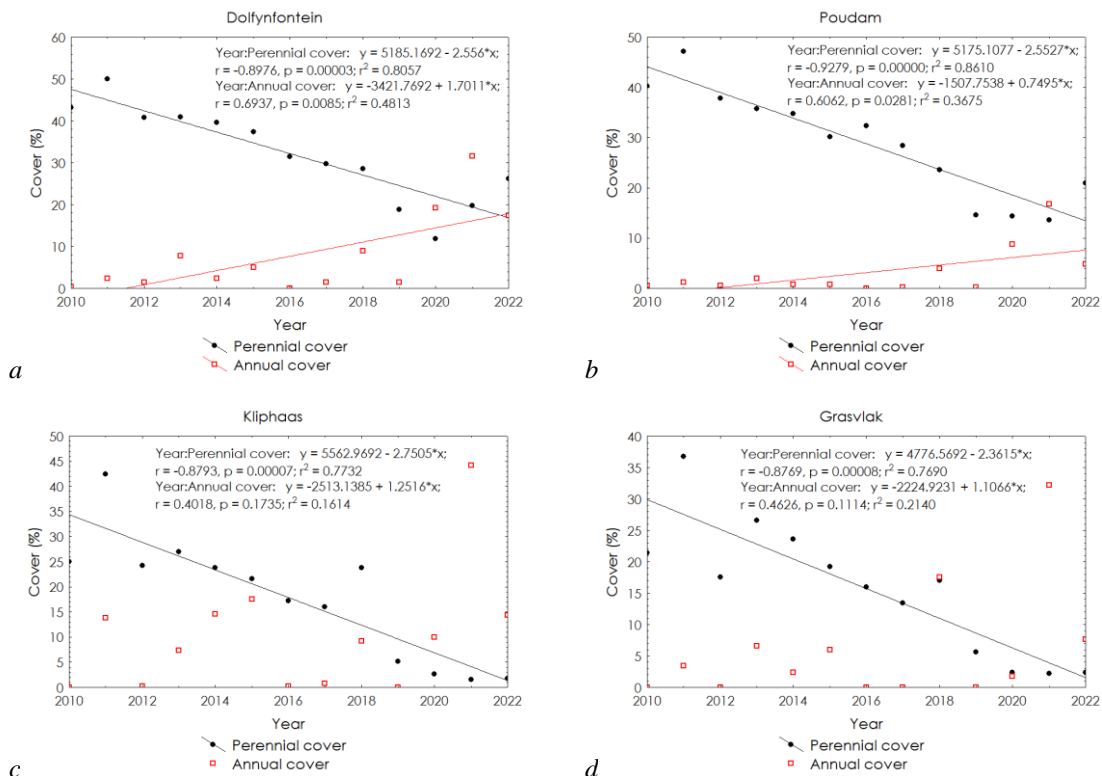 Dolfynfontein
Year:Perennial cover: y = 5185.1692 - 2.556*x;
r = -0.8976, p = 0.00003; r² = 0.8057
Year:Annual cover: y = -3421.7692 + 1.7011*x;
r = 0.6937, p = 0.0085; r² = 0.4813
60
50
40
30
20
10
0
Cover (%)
2010 2012 2014 2016 2018 2020 2022
Year
Perennial cover
Annual cover
a
Poudam
Year:Perennial cover: y = 5175.1077 - 2.5527*x;
r = -0.9279, p = 0.00000; r² = 0.8610
Year:Annual cover: y = -1507.7538 + 0.7495*x;
r = 0.6062, p = 0.0281; r² = 0.3675
50
40
30
20
10
0
Cover (%)
2010 2012 2014 2016 2018 2020 2022
Year
Perennial cover
Annual cover
b
Kliphaas
Year:Perennial cover: y = 5562.9692 - 2.7505*x;
r = -0.8793, p = 0.00007; r² = 0.7732
Year:Annual cover: y = -2513.1385 + 1.2516*x;
r = 0.4018, p = 0.1735; r² = 0.1614
50
45
40
35
30
25
20
15
10
5
0
Cover (%)
2010 2012 2014 2016 2018 2020 2022
Year
Perennial cover
Annual cover
c
Grasvlak
Year:Perennial cover: y = 4776.5692 - 2.3615*x;
r = -0.8769, p = 0.00008; r² = 0.7690
Year:Annual cover: y = -2224.9231 + 1.1066*x;
r = 0.4626, p = 0.1114; r² = 0.2140
40
35
30
25
20
15
10
5
0
Cover (%)
2010 2012 2014 2016 2018 2020 2022
Year
Perennial cover
Annual cover
d